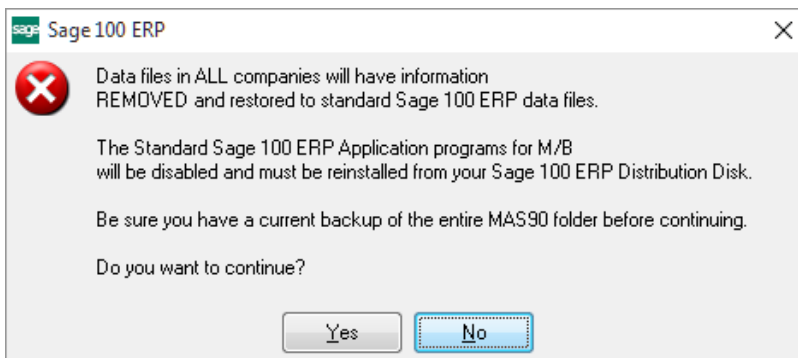 sage Sage 100 ERP
Data files in ALL companies will have information
REMOVED and restored to standard Sage 100 ERP data files.
The Standard Sage 100 ERP Application programs for M/B
will be disabled and must be reinstalled from your Sage 100 ERP Distribution Disk.
Be sure you have a current backup of the entire MAS90 folder before continuing.
Do you want to continue?
Yes No